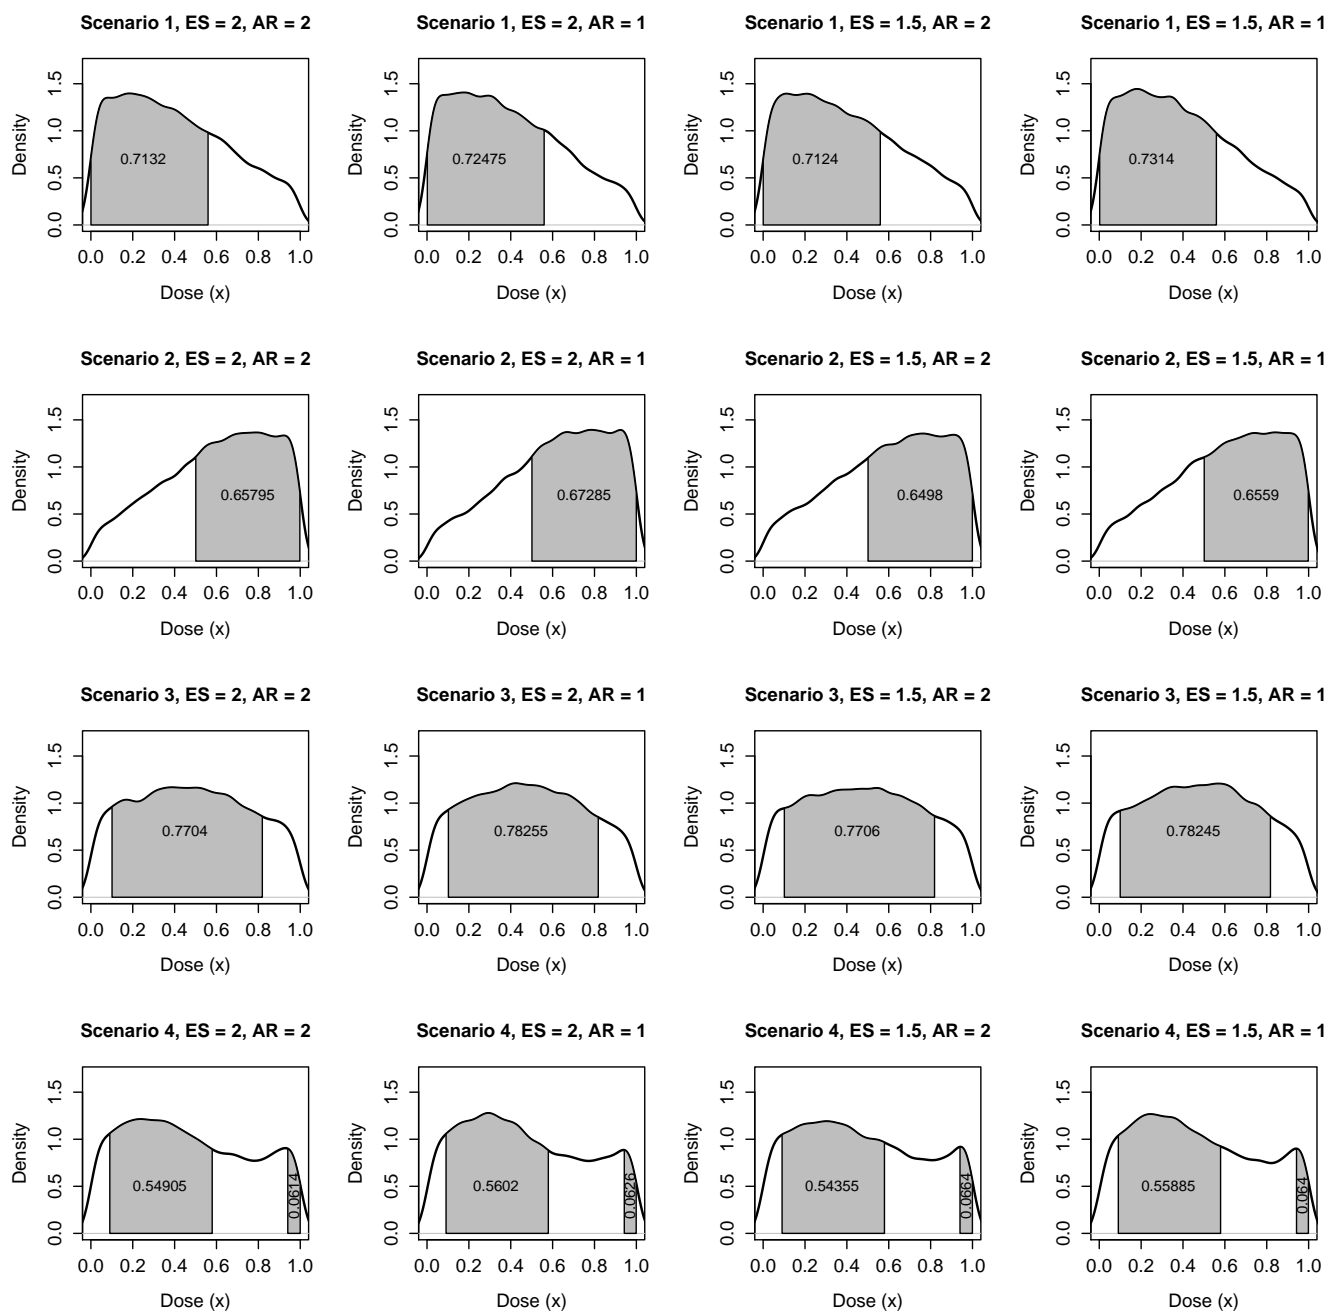 Scenario 1, ES = 2, AR = 2
Density
0.0 0.5 1.0 1.5
0.7132
0.0 0.2 0.4 0.6 0.8 1.0
Dose (x)
Scenario 1, ES = 2, AR = 1
Density
0.0 0.5 1.0 1.5
0.72475
0.0 0.2 0.4 0.6 0.8 1.0
Dose (x)
Scenario 1, ES = 1.5, AR = 2
Density
0.0 0.5 1.0 1.5
0.7124
0.0 0.2 0.4 0.6 0.8 1.0
Dose (x)
Scenario 1, ES = 1.5, AR = 1
Density
0.0 0.5 1.0 1.5
0.7314
0.0 0.2 0.4 0.6 0.8 1.0
Dose (x)
Scenario 2, ES = 2, AR = 2
Density
0.0 0.5 1.0 1.5
0.65795
0.0 0.2 0.4 0.6 0.8 1.0
Dose (x)
Scenario 2, ES = 2, AR = 1
Density
0.0 0.5 1.0 1.5
0.67285
0.0 0.2 0.4 0.6 0.8 1.0
Dose (x)
Scenario 2, ES = 1.5, AR = 2
Density
0.0 0.5 1.0 1.5
0.6498
0.0 0.2 0.4 0.6 0.8 1.0
Dose (x)
Scenario 2, ES = 1.5, AR = 1
Density
0.0 0.5 1.0 1.5
0.6559
0.0 0.2 0.4 0.6 0.8 1.0
Dose (x)
Scenario 3, ES = 2, AR = 2
Density
0.0 0.5 1.0 1.5
0.7704
0.0 0.2 0.4 0.6 0.8 1.0
Dose (x)
Scenario 3, ES = 2, AR = 1
Density
0.0 0.5 1.0 1.5
0.78255
0.0 0.2 0.4 0.6 0.8 1.0
Dose (x)
Scenario 3, ES = 1.5, AR = 2
Density
0.0 0.5 1.0 1.5
0.7706
0.0 0.2 0.4 0.6 0.8 1.0
Dose (x)
Scenario 3, ES = 1.5, AR = 1
Density
0.0 0.5 1.0 1.5
0.78245
0.0 0.2 0.4 0.6 0.8 1.0
Dose (x)
Scenario 4, ES = 2, AR = 2
Density
0.0 0.5 1.0 1.5
0.54905
0.0614
0.0 0.2 0.4 0.6 0.8 1.0
Dose (x)
Scenario 4, ES = 2, AR = 1
Density
0.0 0.5 1.0 1.5
0.5602
0.0626
0.0 0.2 0.4 0.6 0.8 1.0
Dose (x)
Scenario 4, ES = 1.5, AR = 2
Density
0.0 0.5 1.0 1.5
0.54355
0.0664
0.0 0.2 0.4 0.6 0.8 1.0
Dose (x)
Scenario 4, ES = 1.5, AR = 1
Density
0.0 0.5 1.0 1.5
0.55885
0.064
0.0 0.2 0.4 0.6 0.8 1.0
Dose (x)